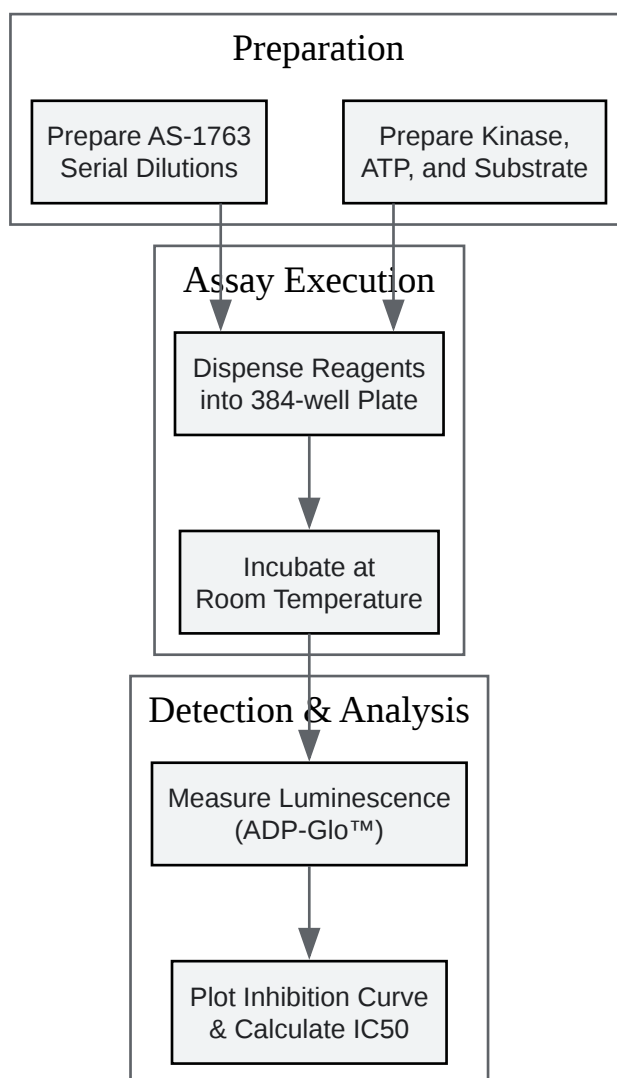 Preparation
Prepare AS-1763
Serial Dilutions
Prepare Kinase,
ATP, and Substrate
Assay Execution
Dispense Reagents
into 384-well Plate
Incubate at
Room Temperature
Detection & Analysis
Measure Luminescence
(ADP-Glo™)
Plot Inhibition Curve
& Calculate IC50